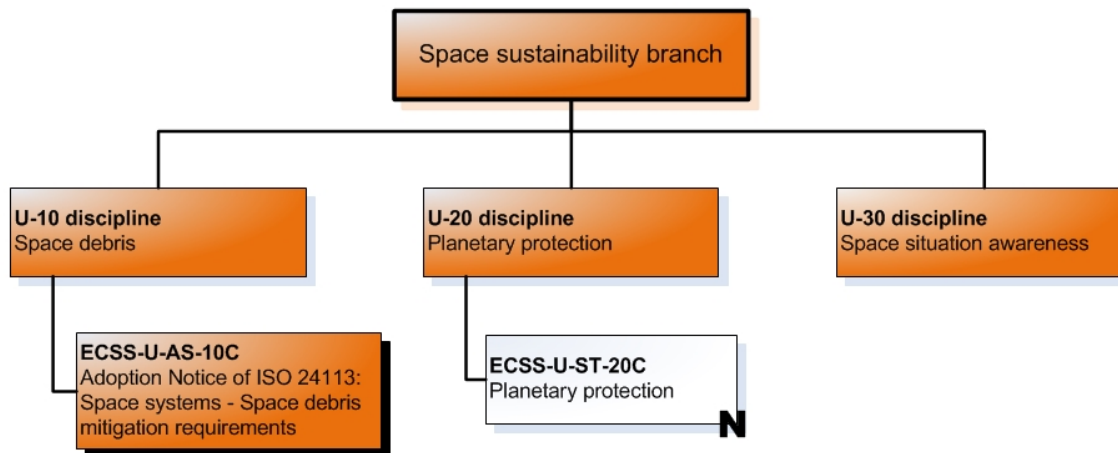 Space sustainability branch
U-10 discipline
Space debris
U-20 discipline
Planetary protection
U-30 discipline
Space situation awareness
ECSS-U-AS-10C
Adoption Notice of ISO 24113:
Space systems - Space debris
mitigation requirements
ECSS-U-ST-20C
Planetary protection
N